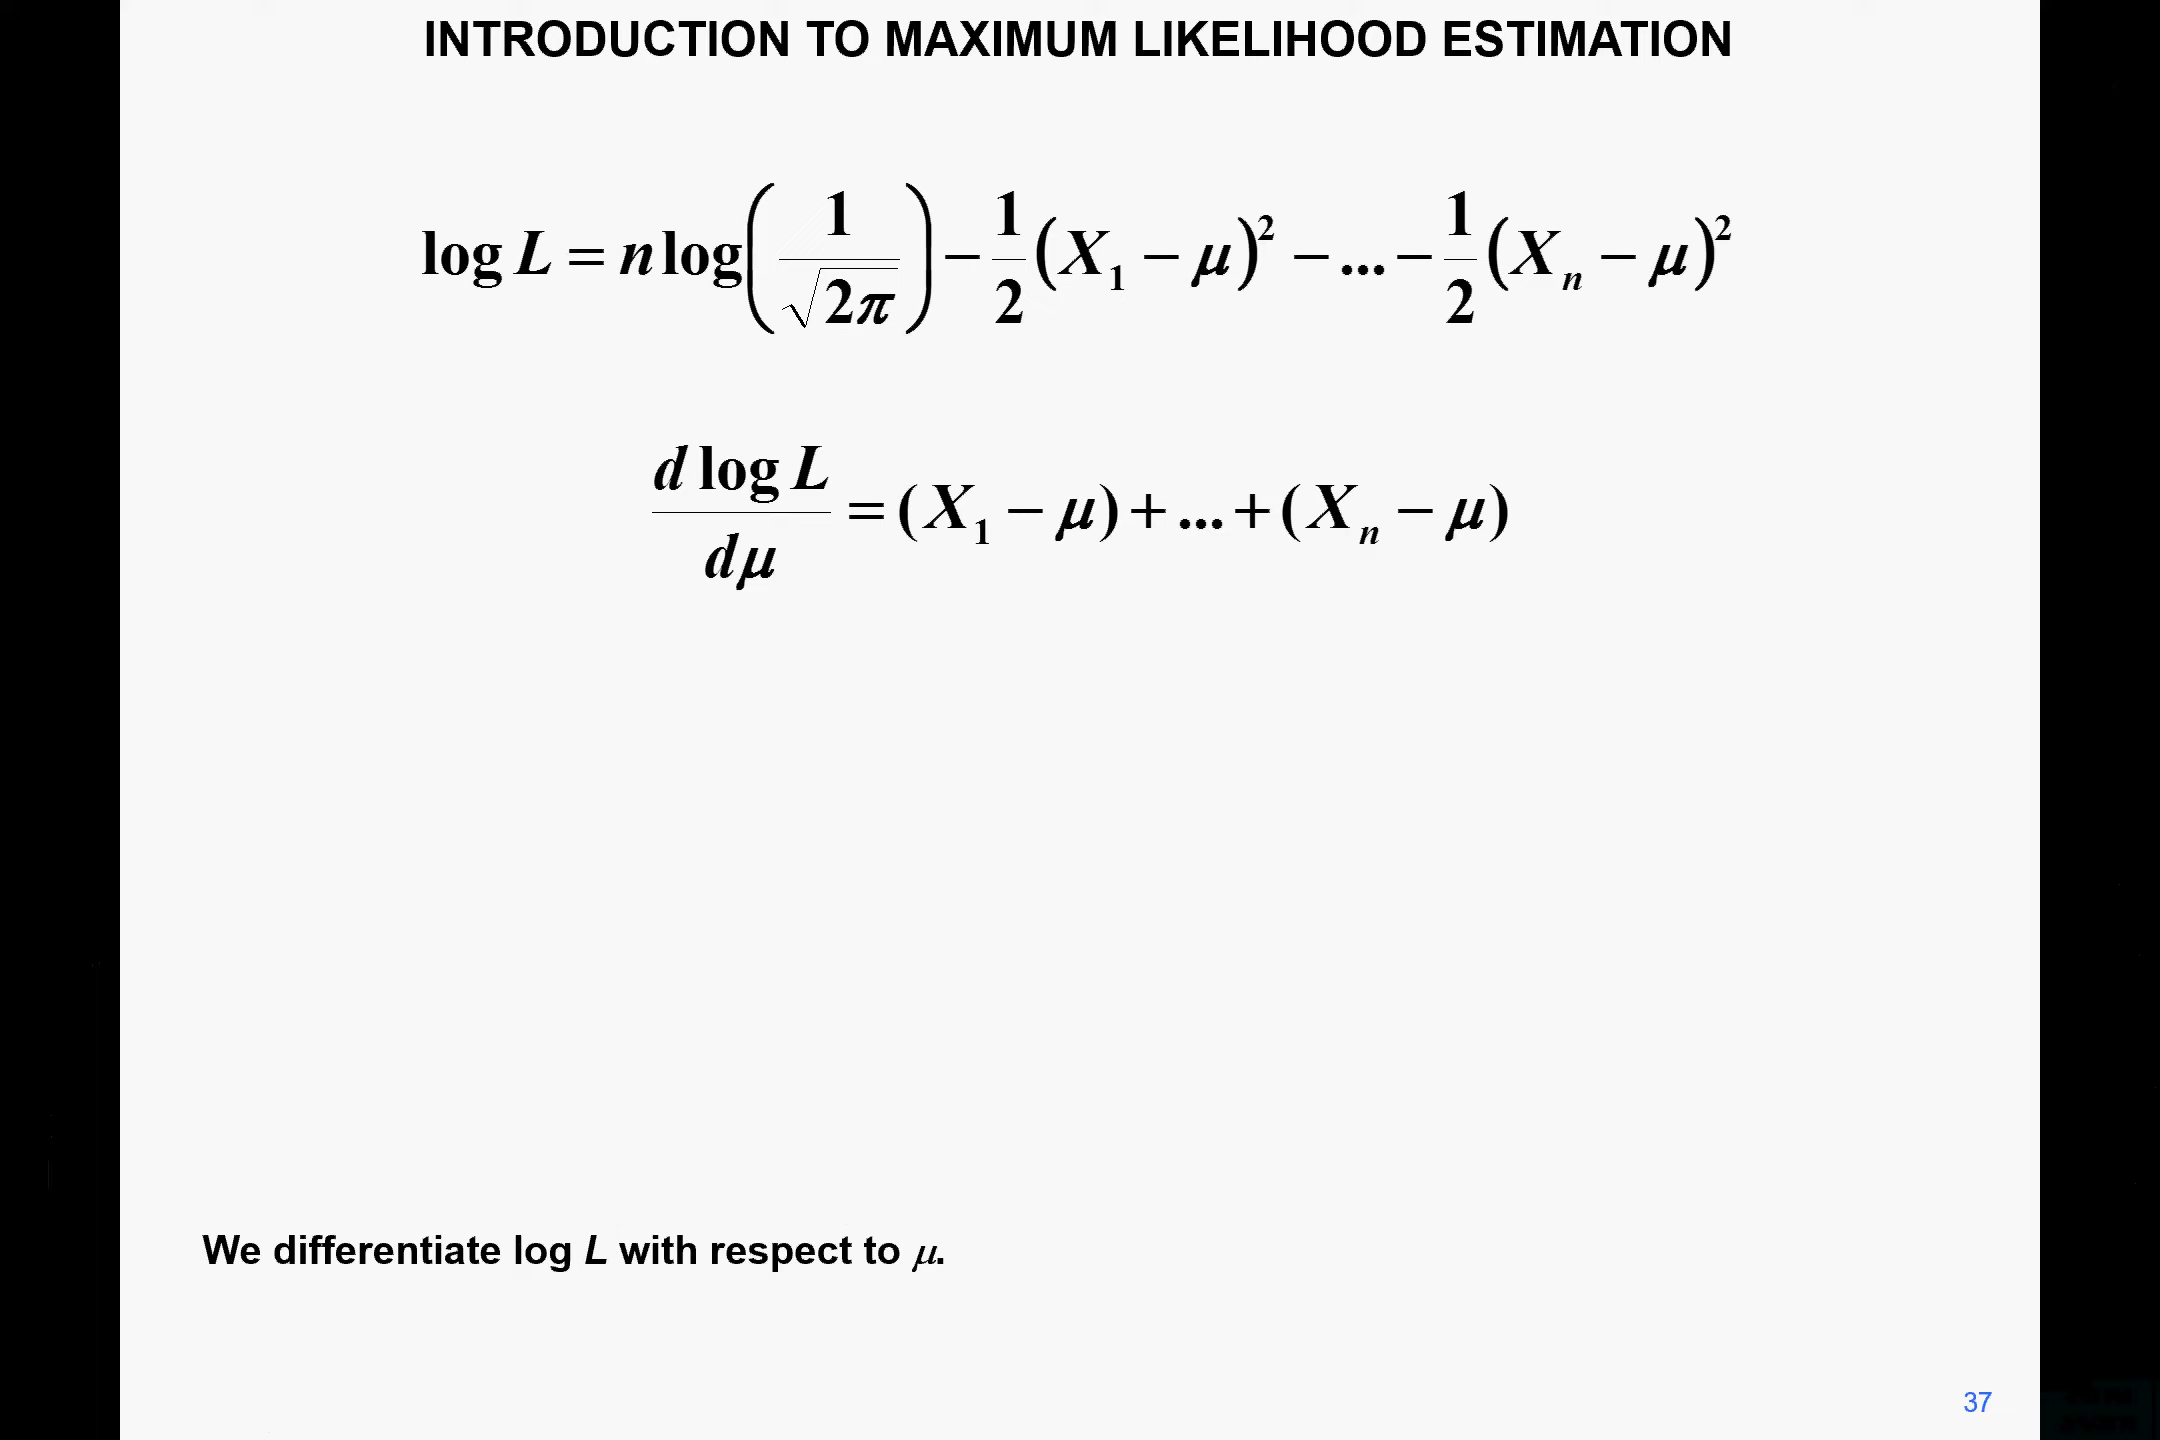 INTRODUCTION TO MAXIMUM LIKELIHOOD ESTIMATION
log L = n log(1/√2π) − 1/2 (X₁ − μ)² − ... − 1/2 (Xₙ − μ)²
d log L / dμ = (X₁ − μ) + ... + (Xₙ − μ)
We differentiate log L with respect to μ.
37